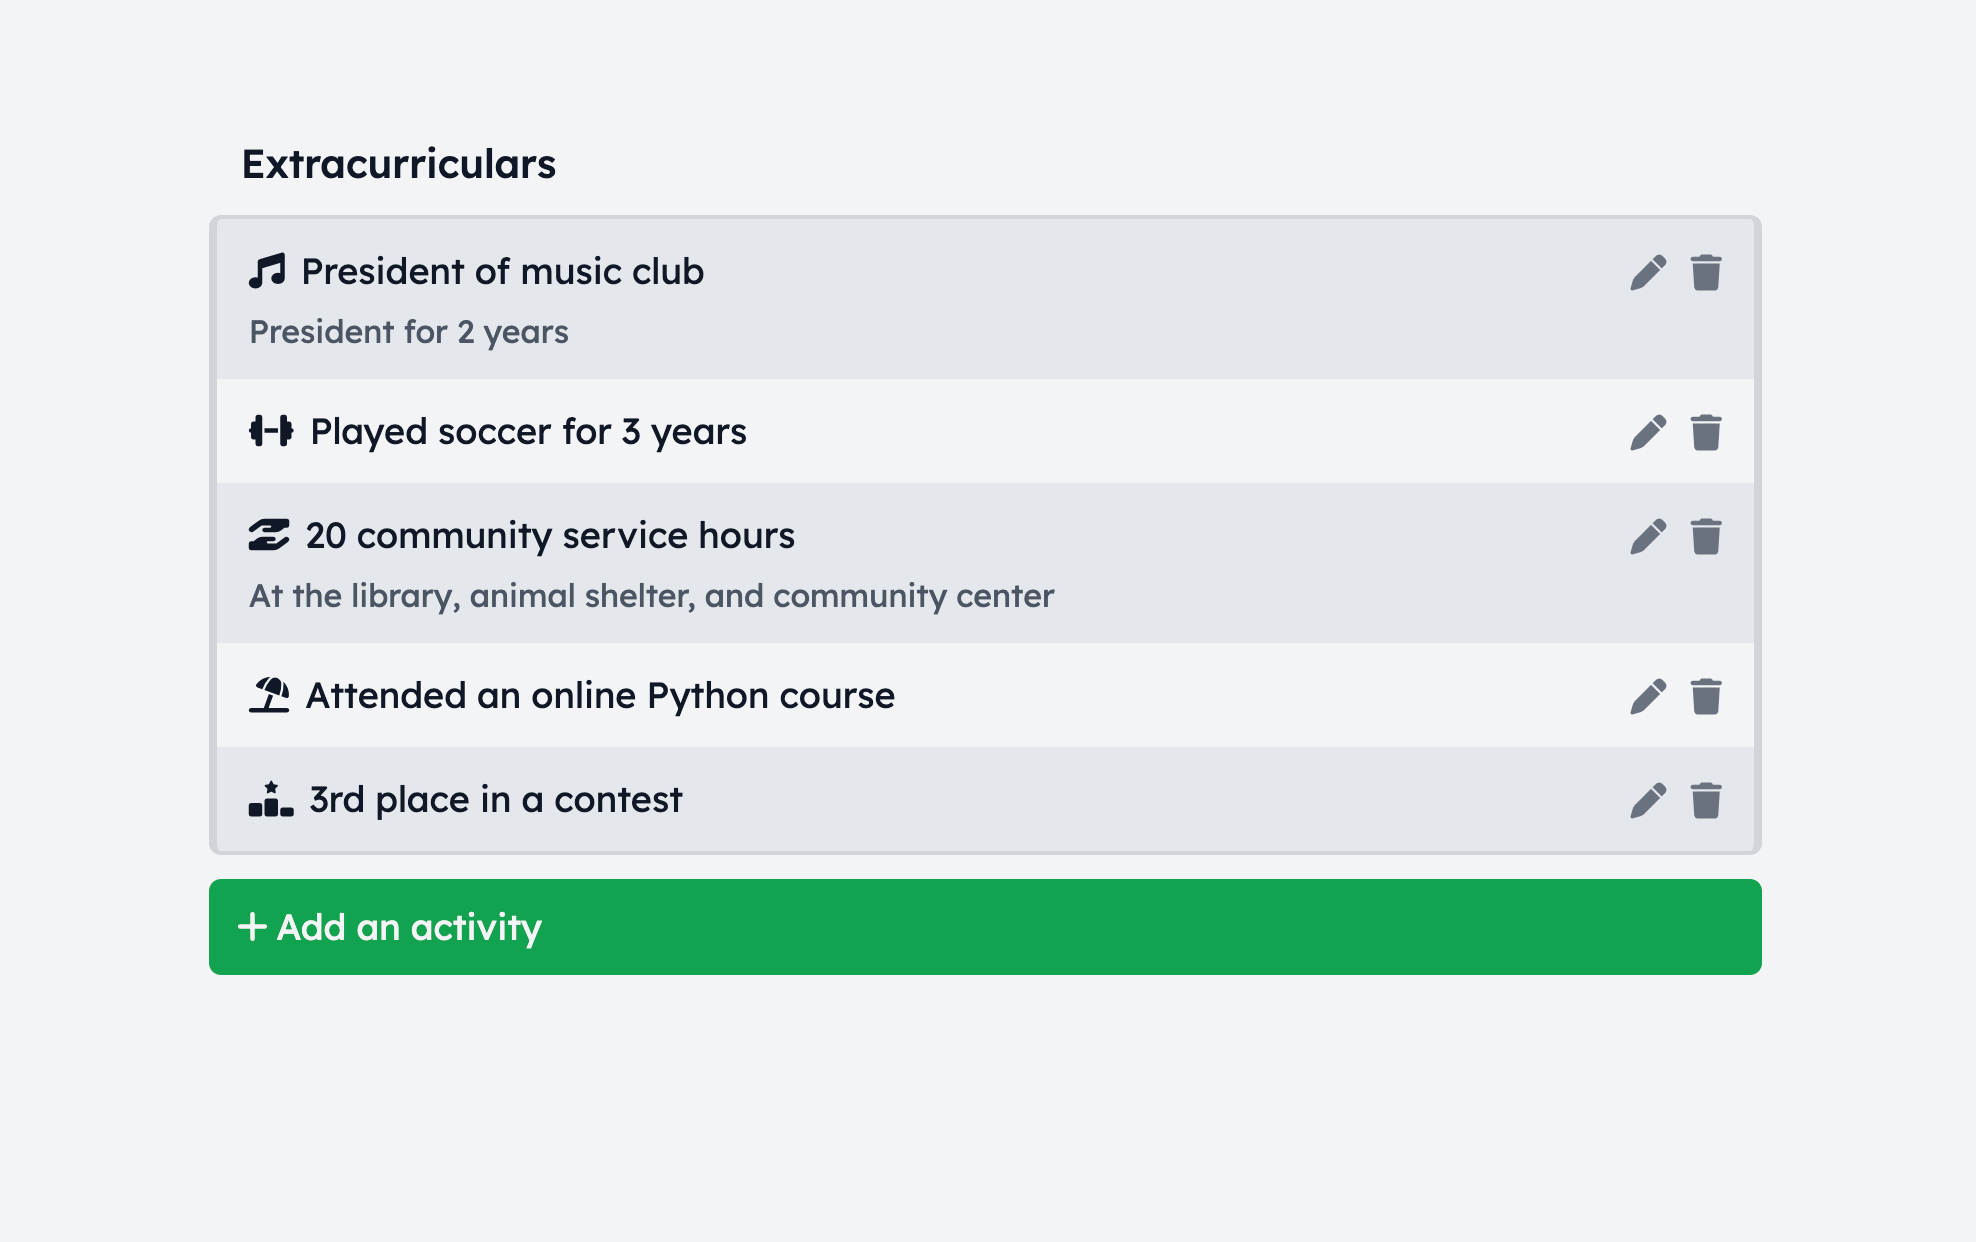 Extracurriculars
President of music club
President for 2 years
Played soccer for 3 years
20 community service hours
At the library, animal shelter, and community center
Attended an online Python course
3rd place in a contest
Add an activity